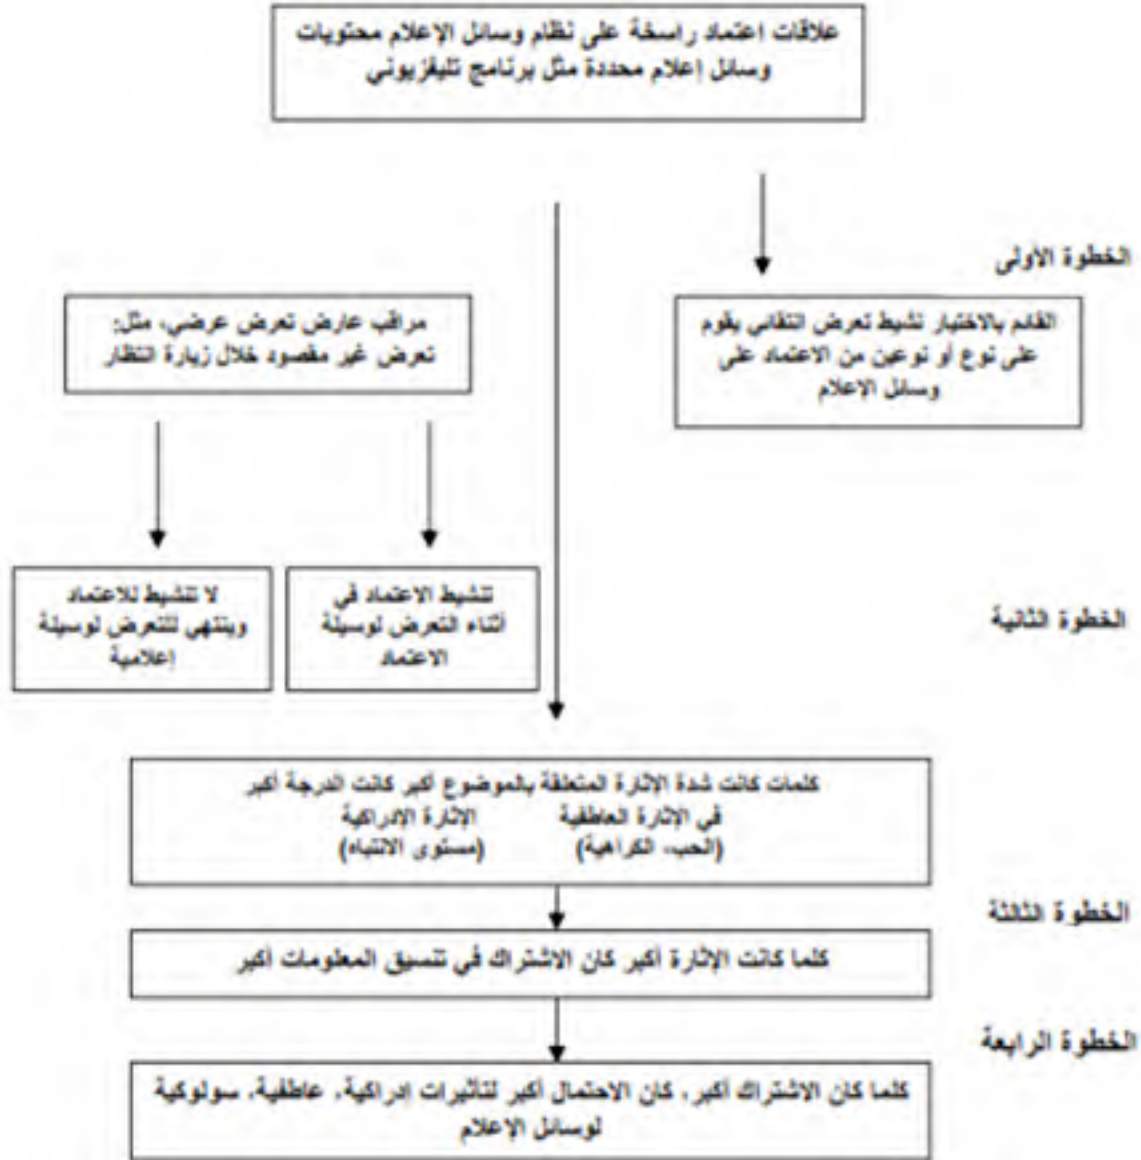 علاقات اعتماد راسخة على نظام وسائل الإعلام محتويات
وسائل إعلام محددة مثل برنامج تليفزيوني
الخطوة الأولى
القائم بالاختيار نشيط تعرض انتقائي يقوم
على نوع أو نوعين من الاعتماد على
وسائل الإعلام
مراقب عارض تعرض عرضي، مثل:
تعرض غير مقصود خلال زيارة انتظار
الخطوة الثانية
تنشيط الاعتماد في
أثناء التعرض لوسيلة
الاعتماد
لا تنشيط للاعتماد
وينتهي للتعرض لوسيلة
إعلامية
كلمات كانت شدة الإثارة المتعلقة بالموضوع أكبر كانت الدرجة أكبر
في الإثارة العاطفية الإثارة الإدراكية
(الحب، الكراهية) (مستوى الانتباه)
الخطوة الثالثة
كلما كانت الإثارة أكبر كان الاشتراك في تنسيق المعلومات أكبر
الخطوة الرابعة
كلما كان الاشتراك أكبر، كان الاحتمال أكبر لتأثيرات إدراكية، عاطفية، سولوكية
لوسائل الإعلام